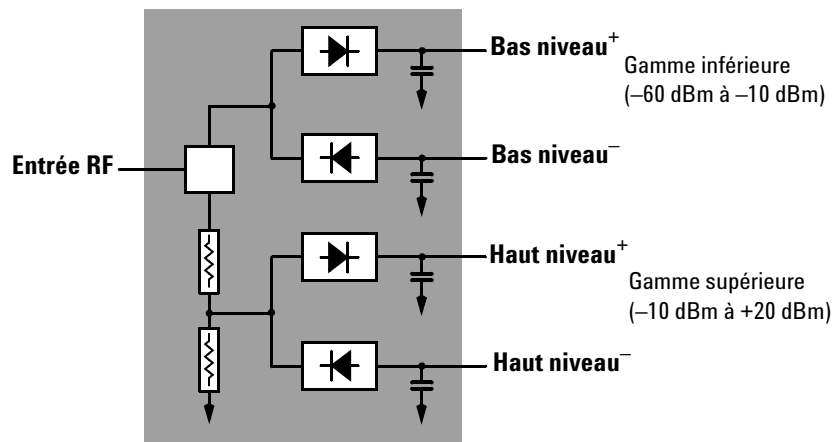 Bas niveau+
Gamme inférieure
(–60 dBm à –10 dBm)
Entrée RF
Bas niveau–
Haut niveau+
Gamme supérieure
(–10 dBm à +20 dBm)
Haut niveau–